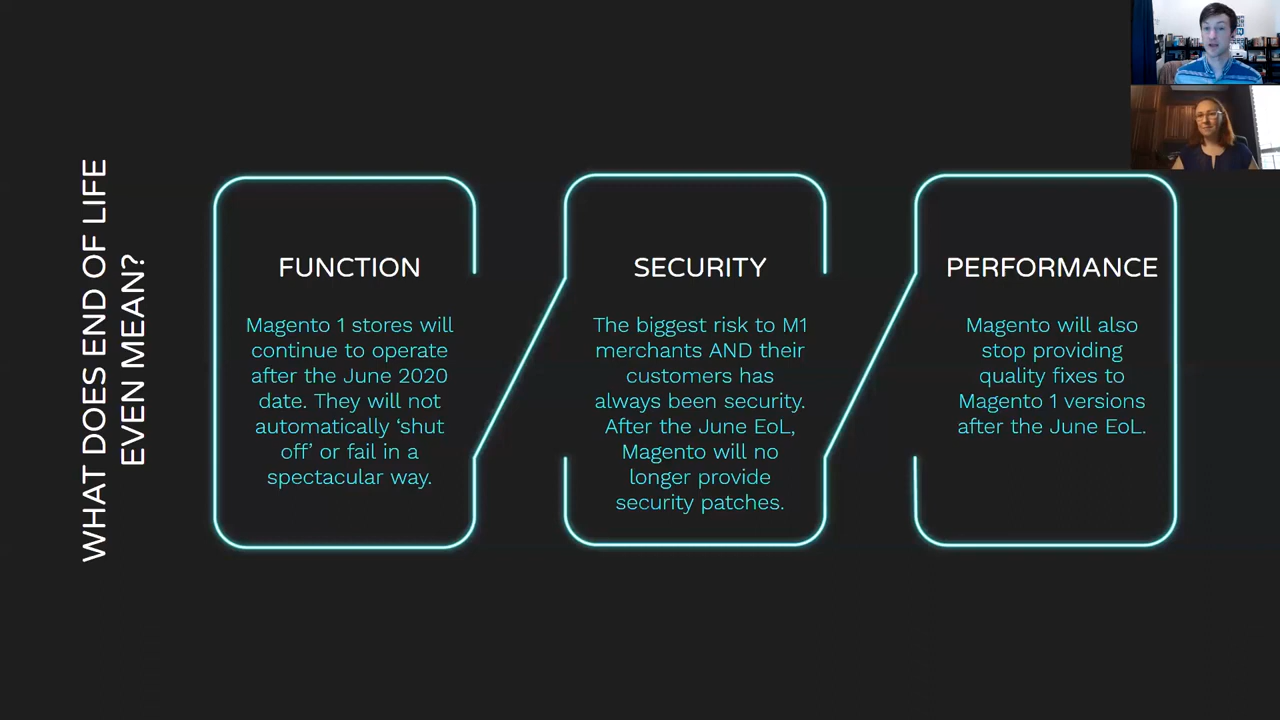 WHAT DOES END OF LIFE
EVEN MEAN?
FUNCTION
Magento 1 stores will
continue to operate
after the June 2020
date. They will not
automatically ‘shut
off’ or fail in a
spectacular way.
SECURITY
The biggest risk to M1
merchants AND their
customers has
always been security.
After the June EoL,
Magento will no
longer provide
security patches.
PERFORMANCE
Magento will also
stop providing
quality fixes to
Magento 1 versions
after the June EoL.